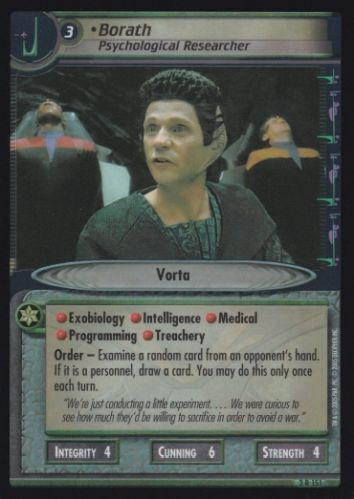 3
•Borath
Psychological Researcher
Vorta
Exobiology Intelligence Medical
Programming Treachery
Order – Examine a random card from an opponent's hand.
If it is a personnel, draw a card. You may do this only once
each turn.
"We're just conducting a little experiment. . . . We were curious to
see how much they'd be willing to sacrifice in order to avoid a war."
INTEGRITY 4 CUNNING 6 STRENGTH 4